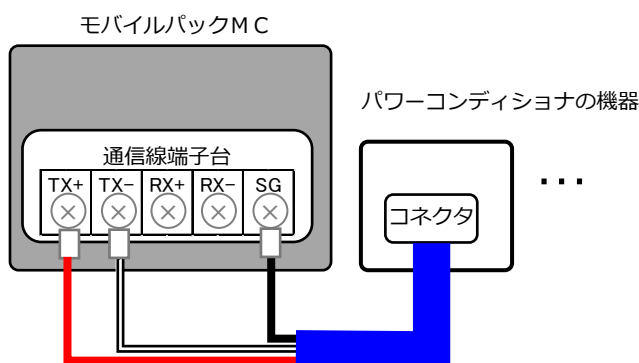 モバイルパックＭＣ
パワーコンディショナの機器
通信線端子台
TX+ TX- RX+ RX- SG
コネクタ
...